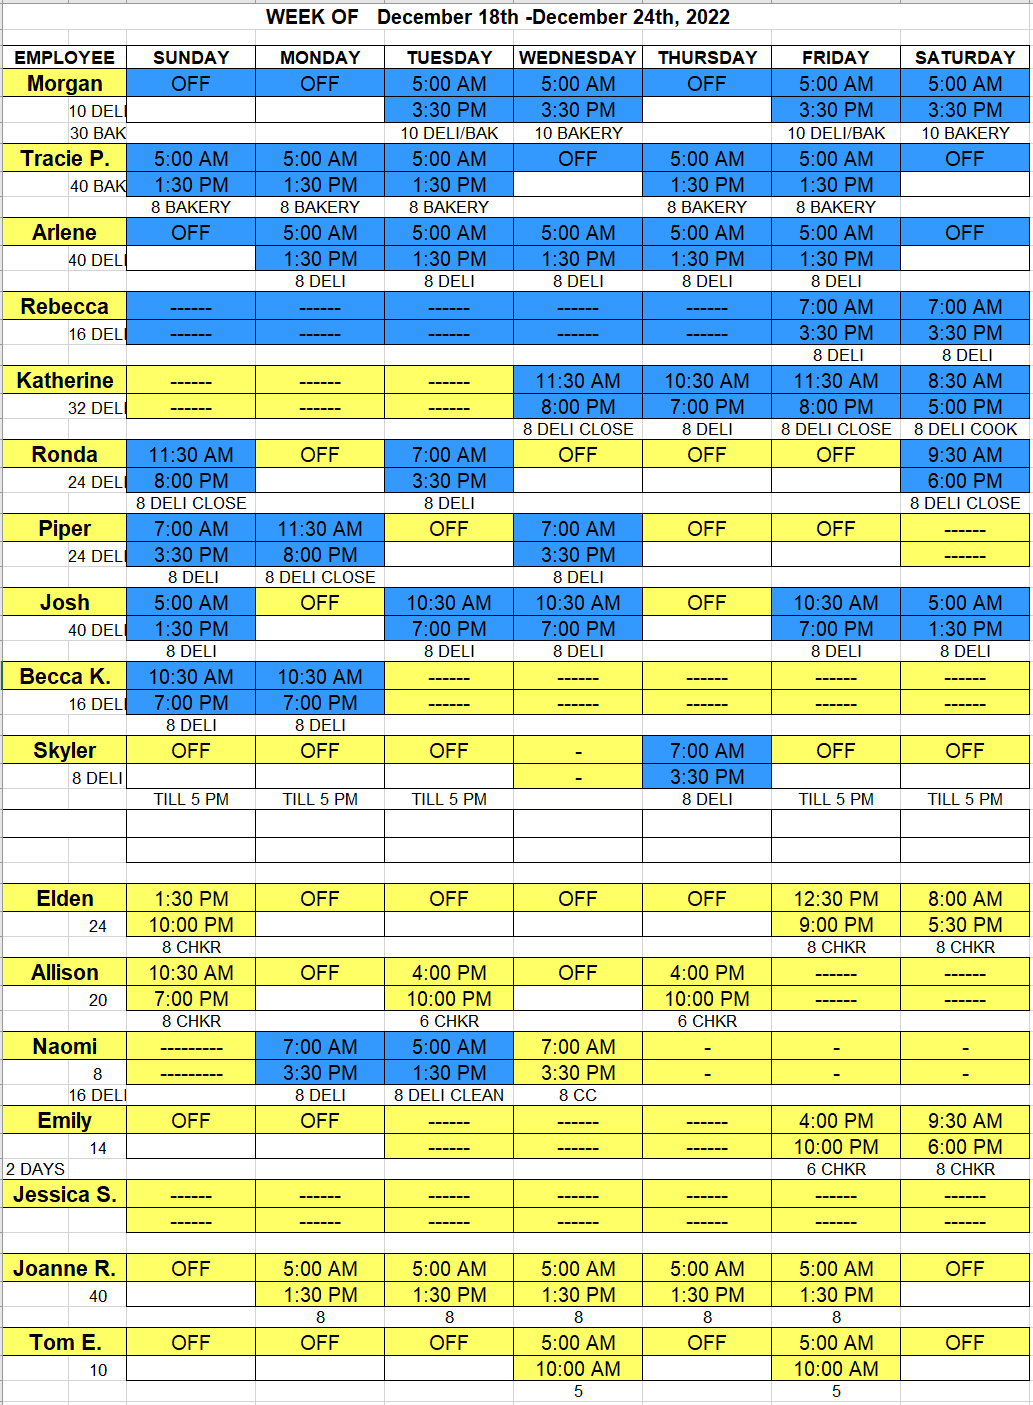 WEEK OF December 18th -December 24th, 2022
EMPLOYEE SUNDAY MONDAY TUESDAY WEDNESDAY THURSDAY FRIDAY SATURDAY
Morgan OFF OFF 5:00 AM 5:00 AM OFF 5:00 AM 5:00 AM
10 DELI 3:30 PM 3:30 PM 3:30 PM 3:30 PM
30 BAK 10 DELI/BAK 10 BAKERY 10 DELI/BAK 10 BAKERY
Tracie P. 5:00 AM 5:00 AM 5:00 AM OFF 5:00 AM 5:00 AM OFF
40 BAK 1:30 PM 1:30 PM 1:30 PM 1:30 PM 1:30 PM
8 BAKERY 8 BAKERY 8 BAKERY 8 BAKERY 8 BAKERY
Arlene OFF 5:00 AM 5:00 AM 5:00 AM 5:00 AM 5:00 AM OFF
40 DELI 1:30 PM 1:30 PM 1:30 PM 1:30 PM 1:30 PM
8 DELI 8 DELI 8 DELI 8 DELI 8 DELI
Rebecca ------ ------ ------ ------ ------ 7:00 AM 7:00 AM
16 DELI ------ ------ ------ ------ ------ 3:30 PM 3:30 PM
8 DELI 8 DELI
Katherine ------ ------ ------ 11:30 AM 10:30 AM 11:30 AM 8:30 AM
32 DELI ------ ------ ------ 8:00 PM 7:00 PM 8:00 PM 5:00 PM
8 DELI CLOSE 8 DELI 8 DELI CLOSE 8 DELI COOK
Ronda 11:30 AM OFF 7:00 AM OFF OFF OFF 9:30 AM
24 DELI 8:00 PM 3:30 PM 6:00 PM
8 DELI CLOSE 8 DELI 8 DELI CLOSE
Piper 7:00 AM 11:30 AM OFF 7:00 AM OFF OFF ------
24 DELI 3:30 PM 8:00 PM 3:30 PM ------
8 DELI 8 DELI CLOSE 8 DELI
Josh 5:00 AM OFF 10:30 AM 10:30 AM OFF 10:30 AM 5:00 AM
40 DELI 1:30 PM 7:00 PM 7:00 PM 7:00 PM 1:30 PM
8 DELI 8 DELI 8 DELI 8 DELI 8 DELI
Becca K. 10:30 AM 10:30 AM ------ ------ ------ ------ ------
16 DELI 7:00 PM 7:00 PM ------ ------ ------ ------ ------
8 DELI 8 DELI
Skyler OFF OFF OFF - 7:00 AM OFF OFF
8 DELI - 3:30 PM
TILL 5 PM TILL 5 PM TILL 5 PM 8 DELI TILL 5 PM TILL 5 PM
Elden 1:30 PM OFF OFF OFF OFF 12:30 PM 8:00 AM
24 10:00 PM 9:00 PM 5:30 PM
8 CHKR 8 CHKR 8 CHKR
Allison 10:30 AM OFF 4:00 PM OFF 4:00 PM ------ ------
20 7:00 PM 10:00 PM 10:00 PM ------ ------
8 CHKR 6 CHKR 6 CHKR
Naomi --------- 7:00 AM 5:00 AM 7:00 AM - - -
8 --------- 3:30 PM 1:30 PM 3:30 PM - - -
16 DELI 8 DELI 8 DELI CLEAN 8 CC
Emily OFF OFF ------ ------ ------ 4:00 PM 9:30 AM
14 ------ ------ ------ 10:00 PM 6:00 PM
2 DAYS 6 CHKR 8 CHKR
Jessica S. ------ ------ ------ ------ ------ ------ ------
------ ------ ------ ------ ------ ------ ------
Joanne R. OFF 5:00 AM 5:00 AM 5:00 AM 5:00 AM 5:00 AM OFF
40 1:30 PM 1:30 PM 1:30 PM 1:30 PM 1:30 PM
8 8 8 8 8
Tom E. OFF OFF OFF 5:00 AM OFF 5:00 AM OFF
10 10:00 AM 10:00 AM
5 5